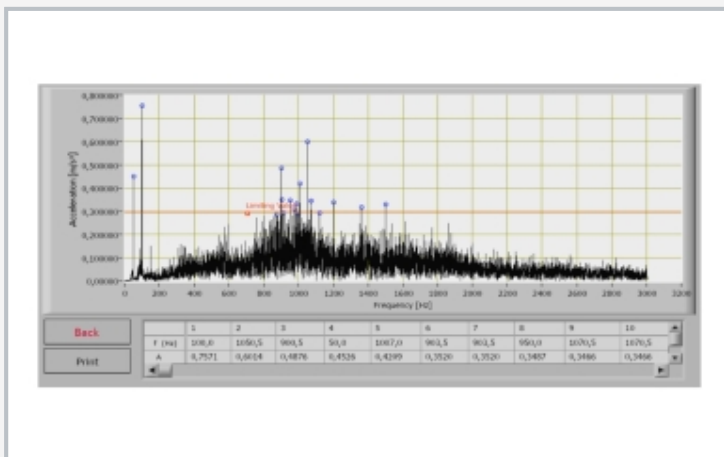 0,800000
0,700000
0,600000
0,500000
0,400000
0,300000
0,200000
0,100000
0,00000
Acceleration [m/s²]
Limiting
0 200 400 600 800 1000 1200 1400 1600 1800 2000 2200 2400 2600 2800 3000 3200
Frequency [Hz]
Back
Print
1 2 3 4 5 6 7 8 9 10
f [Hz] 100,0 1050,5 900,5 50,0 1007,0 903,5 903,5 950,0 1070,5 1070,5
A 0,7571 0,6014 0,4876 0,4526 0,4209 0,3520 0,3520 0,3487 0,3466 0,3466